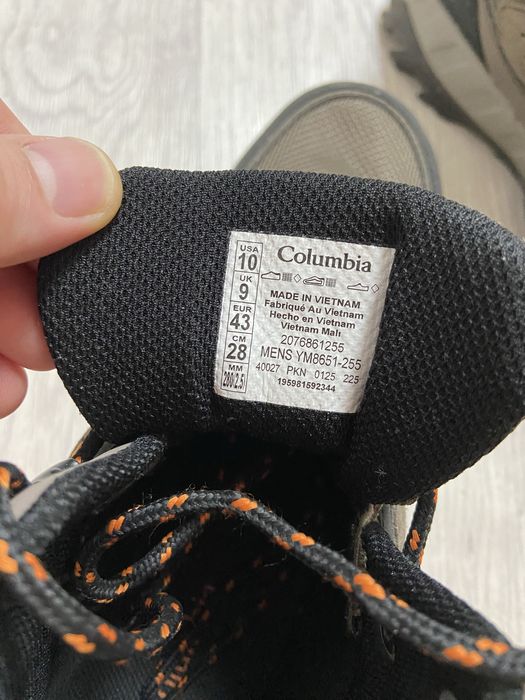 USA
10
UK
9
EUR
43
CM
28
MM
280(2.5)
Columbia
MADE IN VIETNAM
Fabriqué Au Vietnam
Hecho en Vietnam
Vietnam Malı
2076861255
MENS YM8651-255
40027 PKN 0125 225
195981592344